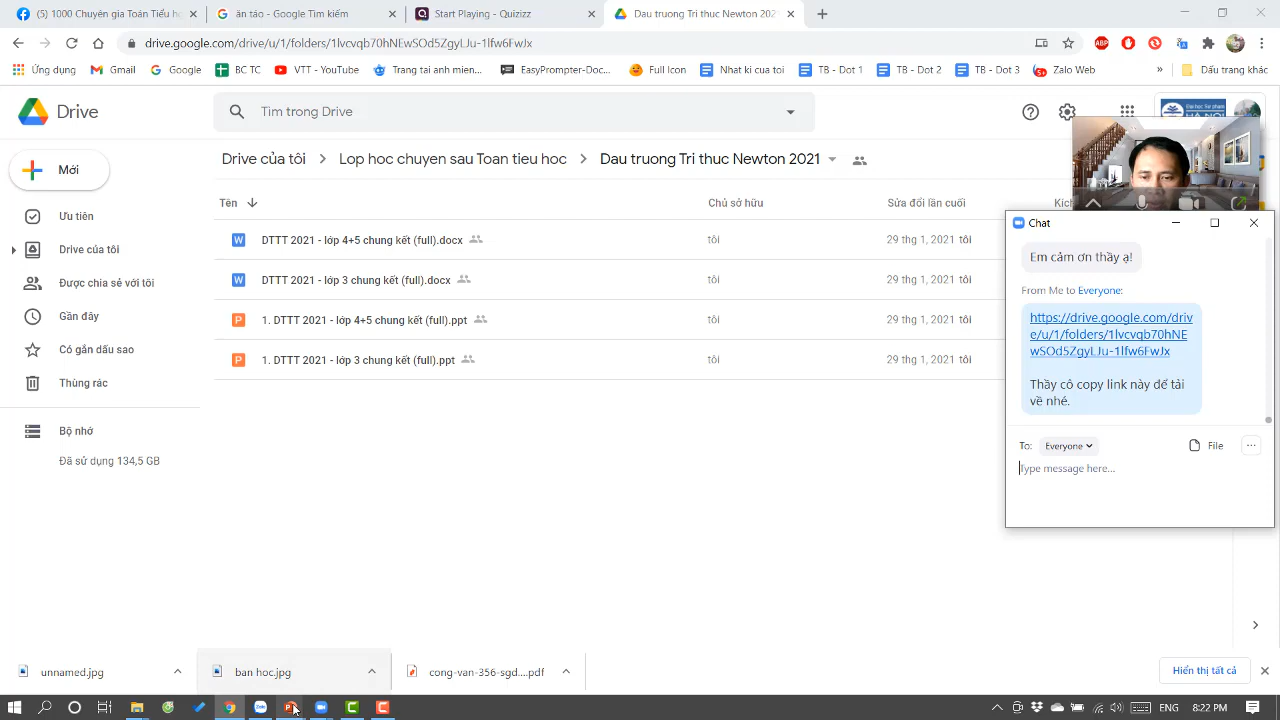 (5) 1000 Chuyên gia Toán Tiểu h
ăn táo - Google Tìm kiếm
Start Playing - Quizizz
Dau truong Tri thuc Newton 202
drive.google.com/drive/u/1/folders/1lvcvqb70hNEwSOd5ZgyLJu-1lfw6FwJx
Ứng dụng
Gmail
Google
BC TC
VTT - YouTube
Trang tai anh mien...
EasyPrompter-Doc...
Full Icon
Nhat ki cua toi
TB - Dot 1
TB - Dot 2
TB - Dot 3
Zalo Web
»
Dấu trang khác
Drive
Tìm trong Drive
Mới
Drive của tôi
Lop hoc chuyen sau Toan tieu hoc
Dau truong Tri thuc Newton 2021
Tên
Chủ sở hữu
Sửa đổi lần cuối
Kích
Ưu tiên
Drive của tôi
Được chia sẻ với tôi
Gần đây
Có gắn dấu sao
Thùng rác
Bộ nhớ
Đã sử dụng 134,5 GB
DTTT 2021 - lớp 4+5 chung kết (full).docx
tôi
29 thg 1, 2021 tôi
DTTT 2021 - lớp 3 chung kết (full).docx
tôi
29 thg 1, 2021 tôi
1. DTTT 2021 - lớp 4+5 chung kết (full).ppt
tôi
29 thg 1, 2021 tôi
1. DTTT 2021 - lớp 3 chung kết (full).ppt
tôi
29 thg 1, 2021 tôi
Chat
Em cảm ơn thầy ạ!
From Me to Everyone:
https://drive.google.com/driv
e/u/1/folders/1lvcvqb70hNE
wSOd5ZgyLJu-1lfw6FwJx
Thầy cô copy link này để tải
về nhé.
To:
Everyone
File
Type message here...
unnamed.jpg
ban hoc.jpg
cong-van-356-sgd....pdf
Hiển thị tất cả
ENG
8:22 PM